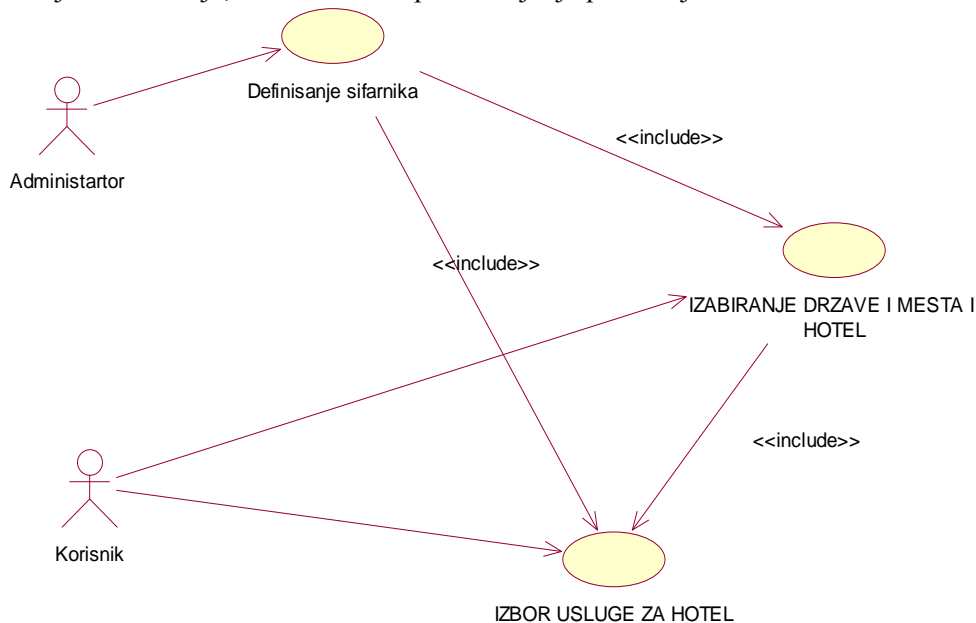 Definisanje sifarnika
<<include>>
Administartor
<<include>>
IZABIRANJE DRZAVE I MESTA I
HOTEL
<<include>>
Korisnik
IZBOR USLUGE ZA HOTEL